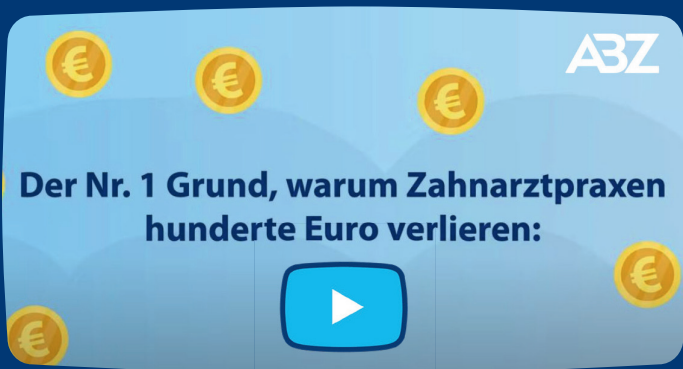 ABZ
Der Nr. 1 Grund, warum Zahnarztpraxen
hunderte Euro verlieren: